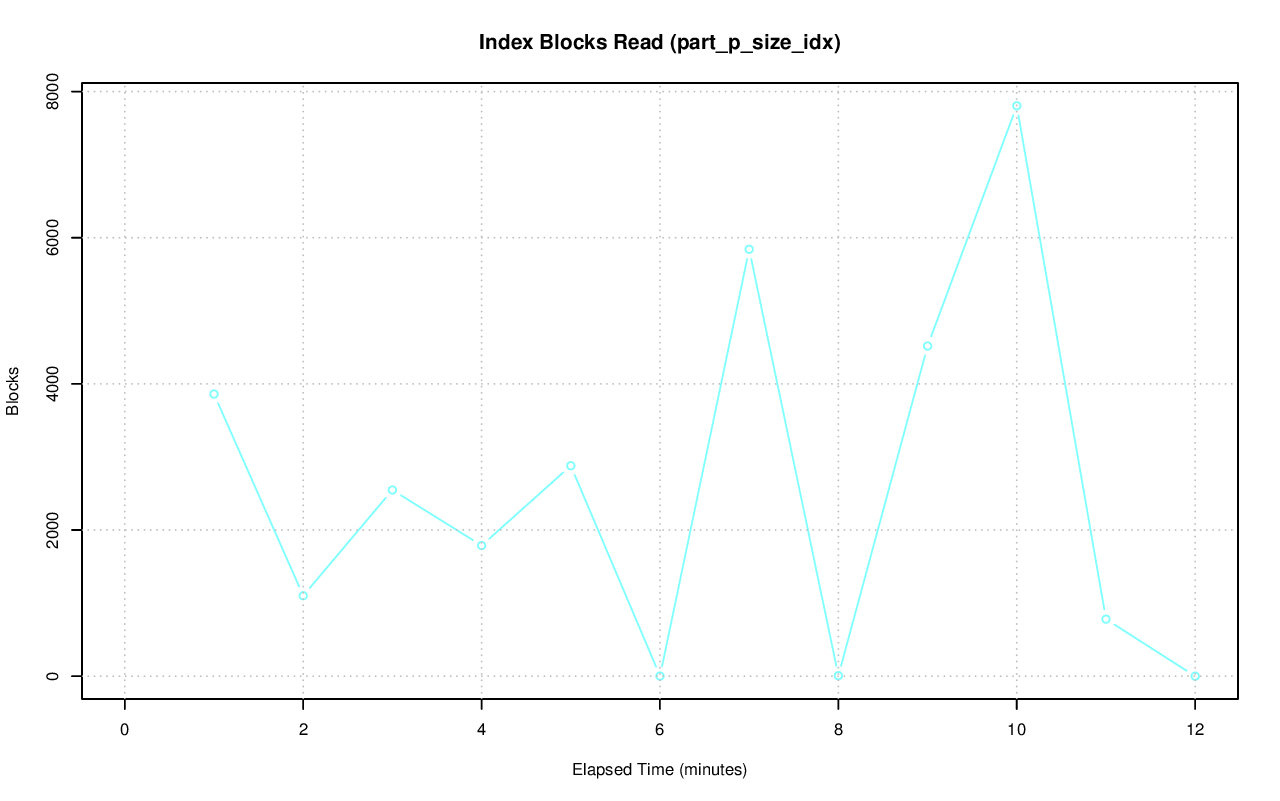 Index Blocks Read (part_p_size_idx)
8000
6000
4000
2000
0
Blocks
0 2 4 6 8 10 12
Elapsed Time (minutes)